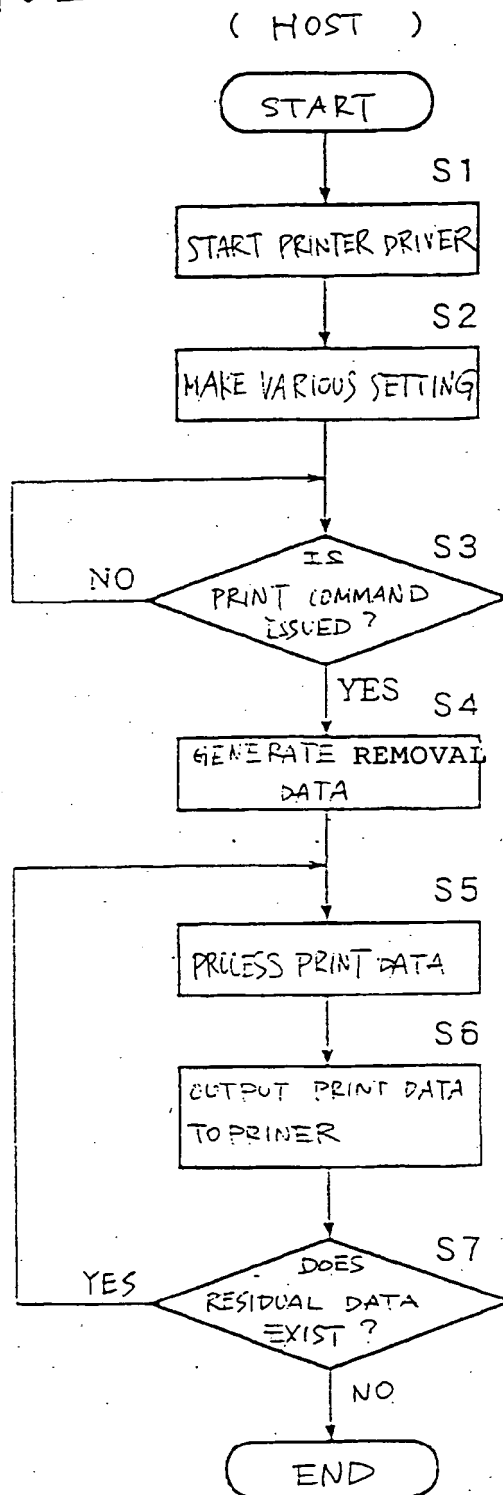 ( HOST )
START
S1
START PRINTER DRIVER
S2
MAKE VARIOUS SETTING
S3
IS
PRINT COMMAND
ISSUED?
NO
YES
S4
GENERATE REMOVAL
DATA
S5
PROCESS PRINT DATA
S6
OUTPUT PRINT DATA
TO PRINER
S7
DOES
RESIDUAL DATA
EXIST?
YES
NO
END